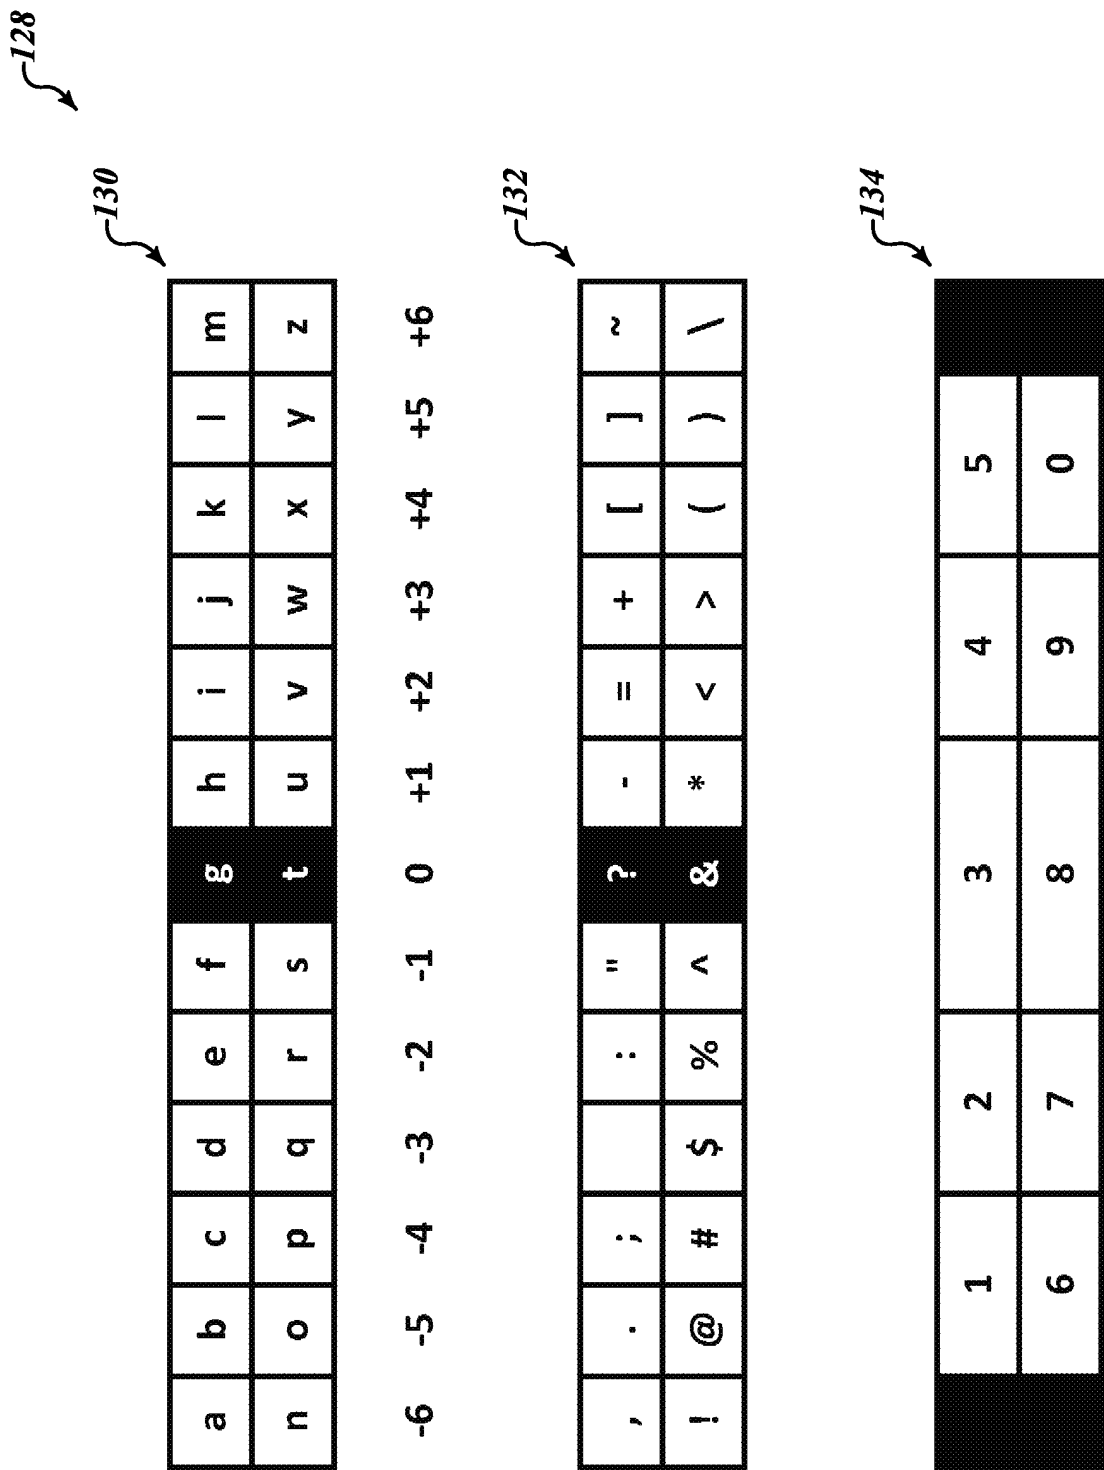 128
130
a b c d e f g h i j k l m
n o p q r s t u v w x y z
-6 -5 -4 -3 -2 -1 0 +1 +2 +3 +4 +5 +6
132
, . ; : " ? - = + [ ] ~
! @ # $ % ^ & * < > ( ) /
134
1 2 3 4 5
6 7 8 9 0